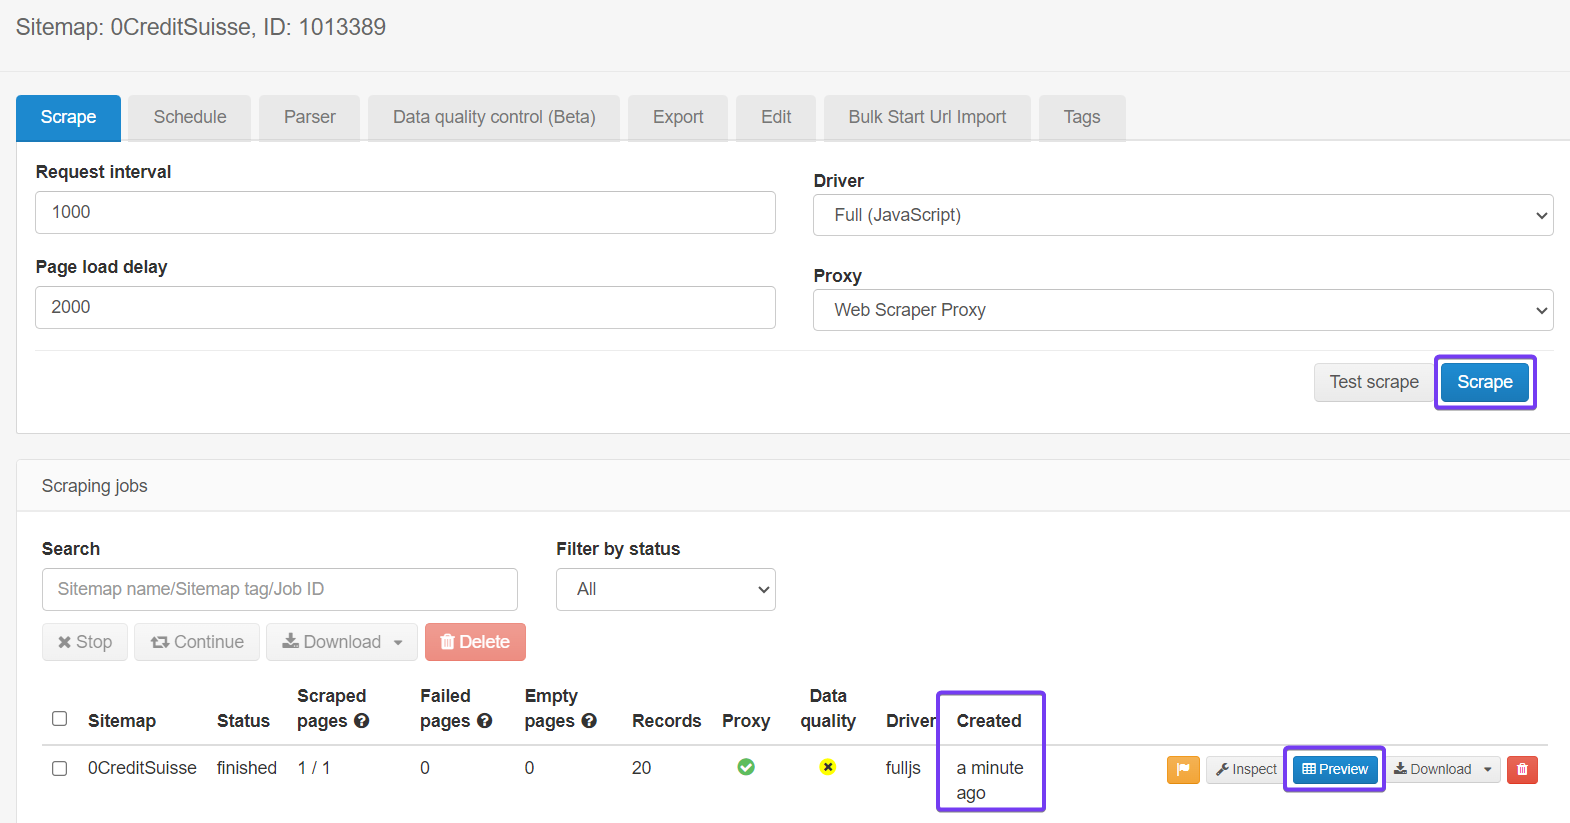 Sitemap: 0CreditSuisse, ID: 1013389
Scrape Schedule Parser Data quality control (Beta) Export Edit Bulk Start Url Import Tags
Request interval
Driver
1000
Full (JavaScript)
Page load delay
Proxy
2000
Web Scraper Proxy
Test scrape Scrape
Scraping jobs
Search Filter by status
Sitemap name/Sitemap tag/Job ID All
Stop Continue Download Delete
Sitemap Status Scraped pages Failed pages Empty pages Records Proxy Data quality Driver Created
0CreditSuisse finished 1 / 1 0 0 20 fulljs a minute ago Inspect Preview Download